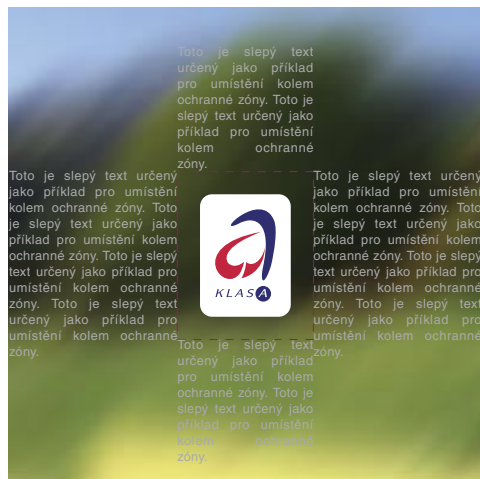 Toto je slepý text
určený jako příklad
pro umístění kolem
ochranné zóny. Toto je
slepý text určený jako
příklad pro umístění
kolem ochranné
zóny.
Toto je slepý text určený
jako příklad pro umístění
kolem ochranné zóny. Toto
je slepý text určený jako
příklad pro umístění kolem
ochranné zóny. Toto je slepý
text určený jako příklad pro
umístění kolem ochranné
zóny. Toto je slepý text
určený jako příklad pro
umístění kolem ochranné
zóny.
KLASA
Toto je slepý text určený
jako příklad pro umístění
kolem ochranné zóny. Toto
je slepý text určený jako
příklad pro umístění kolem
ochranné zóny. Toto je slepý
text určený jako příklad pro
umístění kolem ochranné
zóny. Toto je slepý text
určený jako příklad pro
umístění kolem ochranné
zóny.
Toto je slepý text
určený jako příklad
pro umístění kolem
ochranné zóny. Toto je
slepý text určený jako
příklad pro umístění
kolem ochranné
zóny.